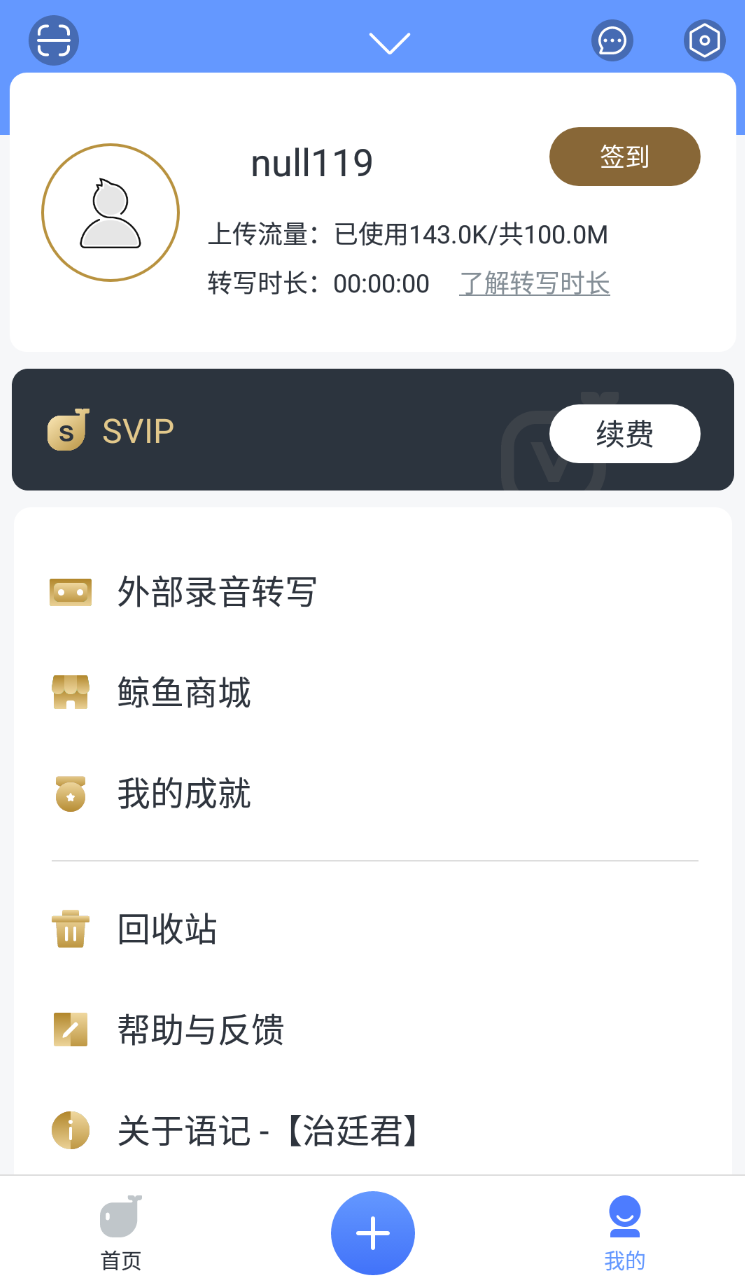 null119
签到
上传流量：已使用143.0K/共100.0M
转写时长：00:00:00 了解转写时长
S SVIP
续费
外部录音转写
鲸鱼商城
我的成就
回收站
帮助与反馈
关于语记 -【治廷君】
首页
我的